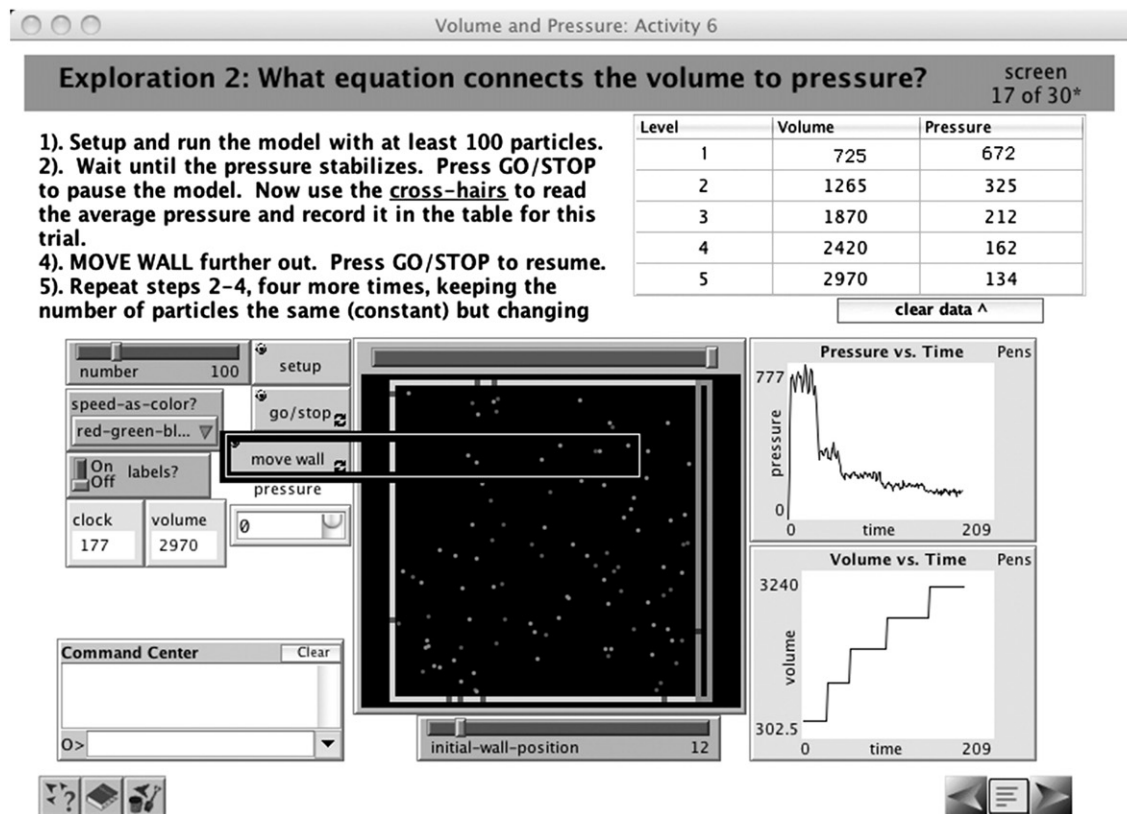 Volume and Pressure: Activity 6
Exploration 2: What equation connects the volume to pressure?
screen
17 of 30*
1). Setup and run the model with at least 100 particles.
2). Wait until the pressure stabilizes. Press GO/STOP
to pause the model. Now use the cross-hairs to read
the average pressure and record it in the table for this
trial.
4). MOVE WALL further out. Press GO/STOP to resume.
5). Repeat steps 2-4, four more times, keeping the
number of particles the same (constant) but changing
Level Volume Pressure
1 725 672
2 1265 325
3 1870 212
4 2420 162
5 2970 134
clear data ^
number 100
setup
speed-as-color?
red-green-bl...
go/stop
On
Off
labels?
move wall
pressure
0
clock
177
volume
2970
Command Center
Clear
O>
initial-wall-position 12
Pressure vs. Time Pens
777
pressure
0
0 time 209
Volume vs. Time Pens
3240
volume
302.5
0 time 209
?